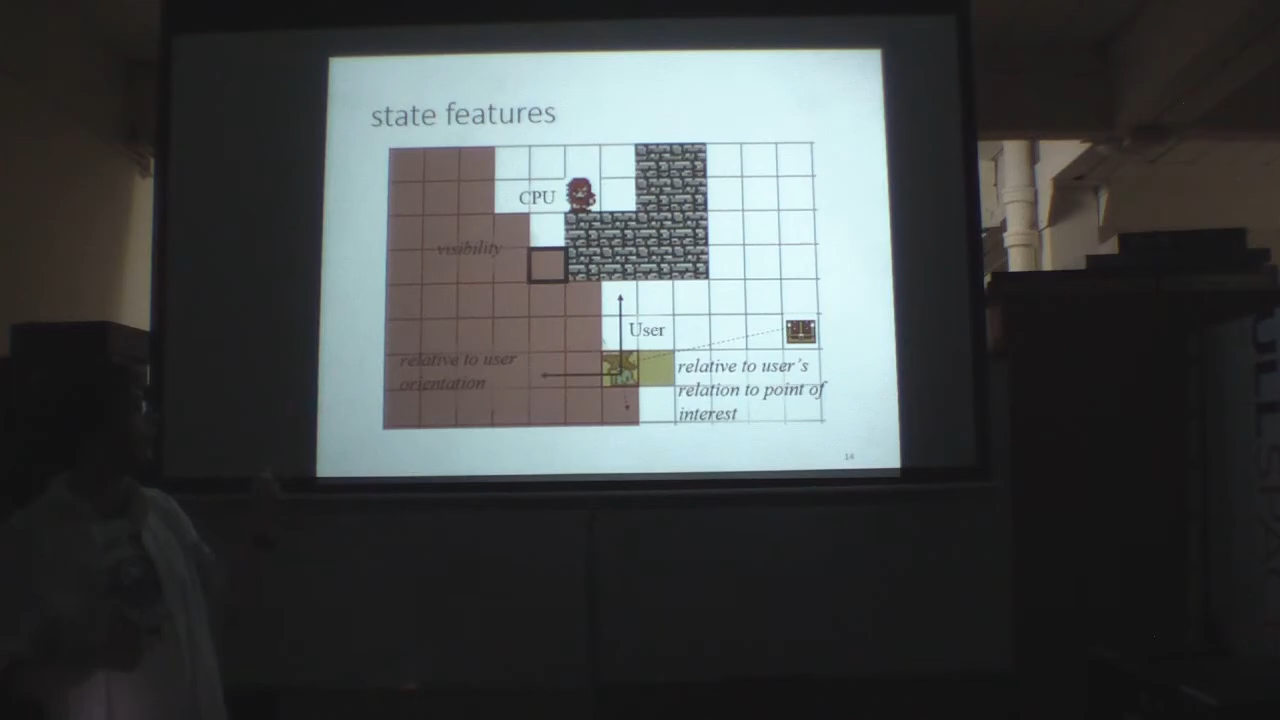 state features
CPU
visibility
User
relative to user
orientation
relative to user's
relation to point of
interest
14